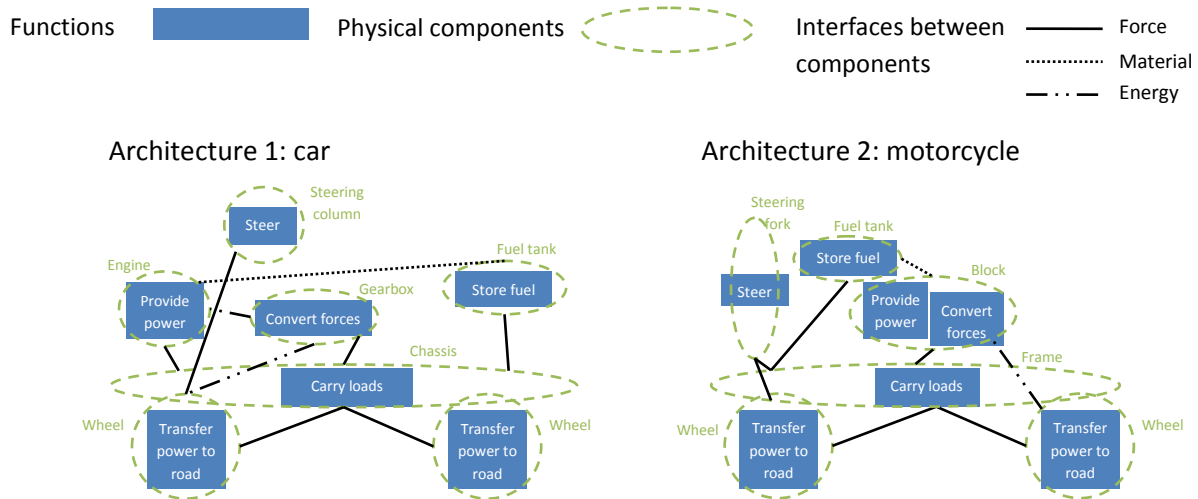 Functions
Physical components
Interfaces between
components
Force
Material
Energy
Architecture 1: car
Steering
column
Steer
Engine
Provide
power
Gearbox
Convert forces
Fuel tank
Store fuel
Chassis
Carry loads
Wheel
Transfer
power to
road
Transfer
power to
road
Wheel
Architecture 2: motorcycle
Steering
fork
Steer
Fuel tank
Store fuel
Block
Provide
power
Convert
forces
Frame
Carry loads
Wheel
Transfer
power to
road
Transfer
power to
road
Wheel